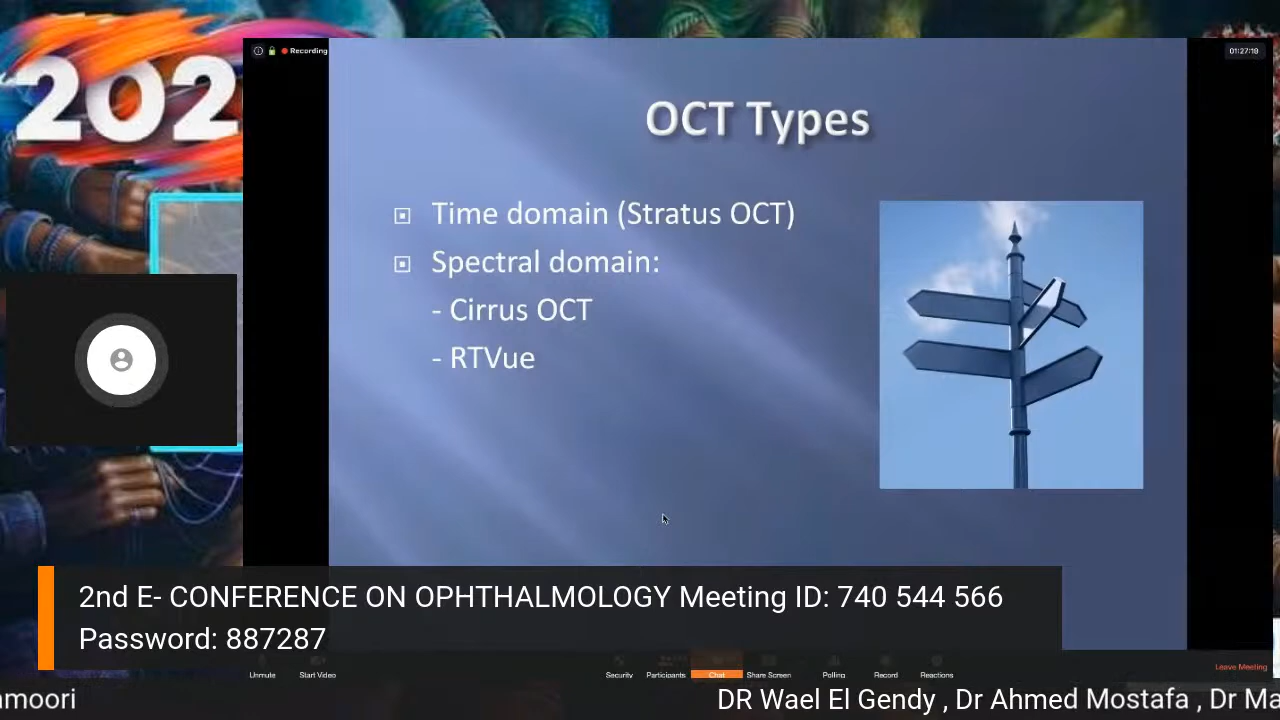 202
Recording
01:27:18
OCT Types
Time domain (Stratus OCT)
Spectral domain:
- Cirrus OCT
- RTVue
2nd E- CONFERENCE ON OPHTHALMOLOGY Meeting ID: 740 544 566
Password: 887287
Unmute Start Video Security Participants Chat Share Screen Polling Record Reactions Leave Meeting
amoori DR Wael El Gendy , Dr Ahmed Mostafa , Dr Ma